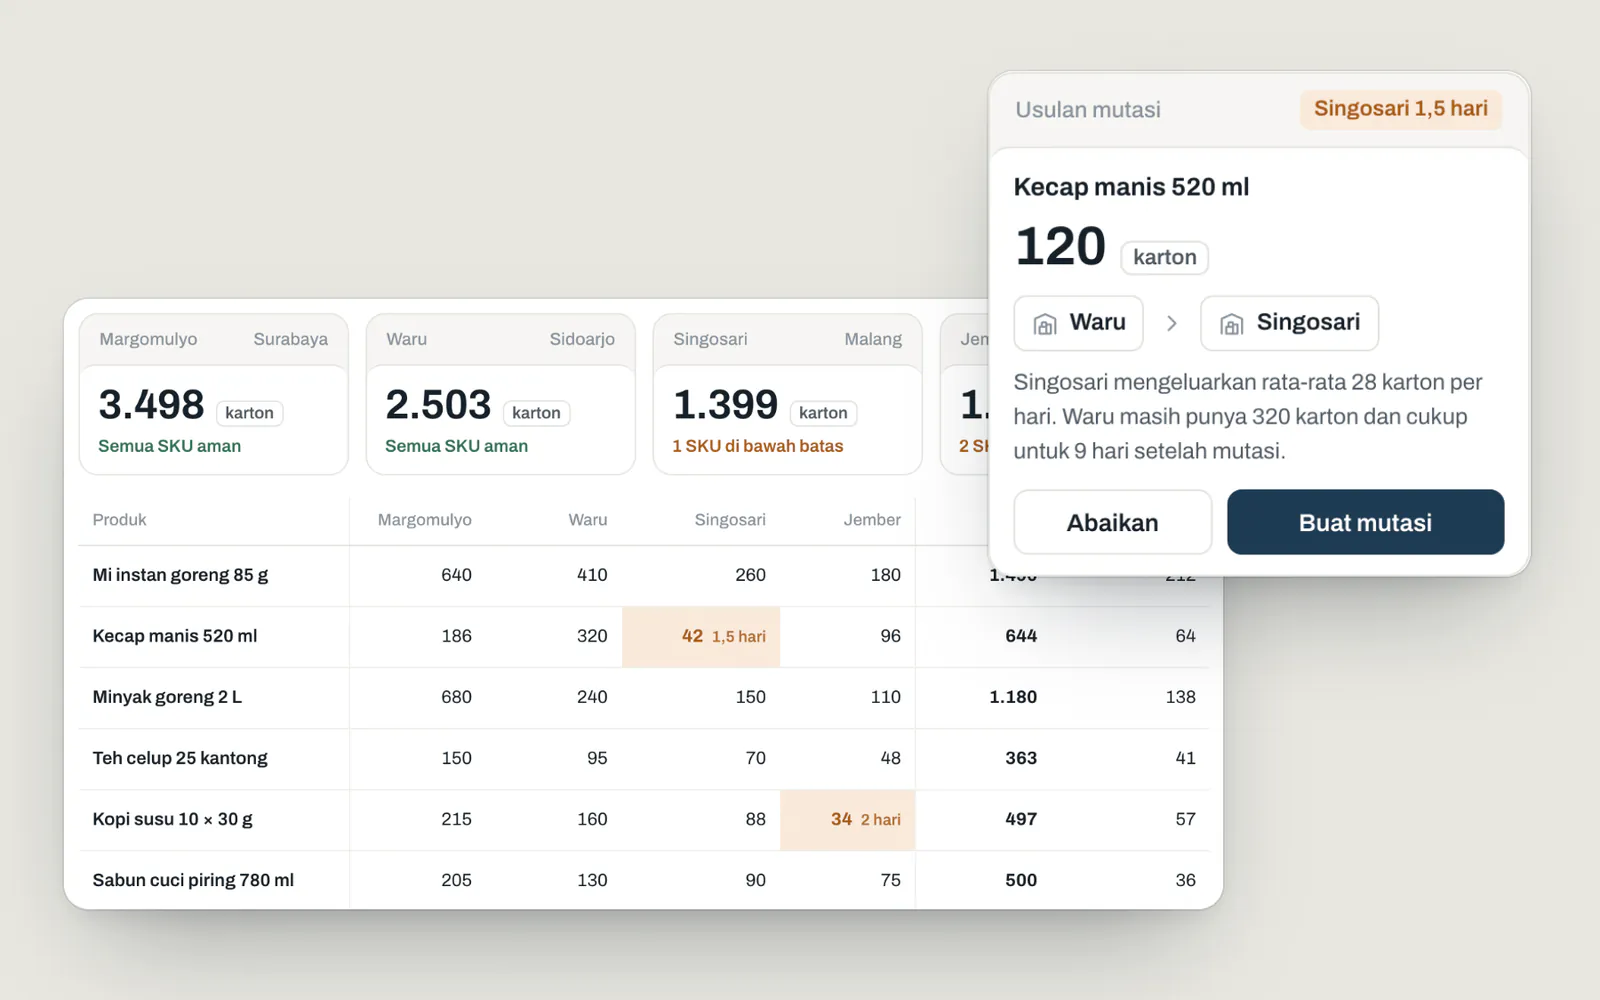 Usulan mutasi
Singosari 1,5 hari
Kecap manis 520 ml
120 karton
Waru > Singosari
Singosari mengeluarkan rata-rata 28 karton per
hari. Waru masih punya 320 karton dan cukup
untuk 9 hari setelah mutasi.
Abaikan
Buat mutasi
Margomulyo Surabaya
3.498 karton
Semua SKU aman
Waru Sidoarjo
2.503 karton
Semua SKU aman
Singosari Malang
1.399 karton
1 SKU di bawah batas
Produk Margomulyo Waru Singosari Jember
Mi instan goreng 85 g 640 410 260 180
Kecap manis 520 ml 186 320 42 1,5 hari 96 644 64
Minyak goreng 2 L 680 240 150 110 1.180 138
Teh celup 25 kantong 150 95 70 48 363 41
Kopi susu 10 × 30 g 215 160 88 34 2 hari 497 57
Sabun cuci piring 780 ml 205 130 90 75 500 36